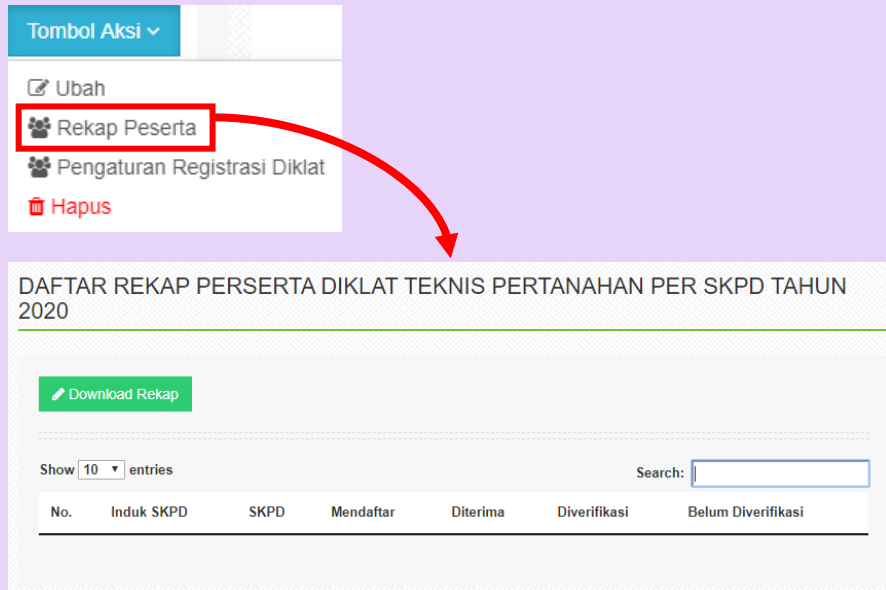 Tombol Aksi
Ubah
Rekap Peserta
Pengaturan Registrasi Diklat
Hapus
DAFTAR REKAP PERSERTA DIKLAT TEKNIS PERTANAHAN PER SKPD TAHUN
2020
Download Rekap
Show 10 entries Search:
No. Induk SKPD SKPD Mendaftar Diterima Diverifikasi Belum Diverifikasi